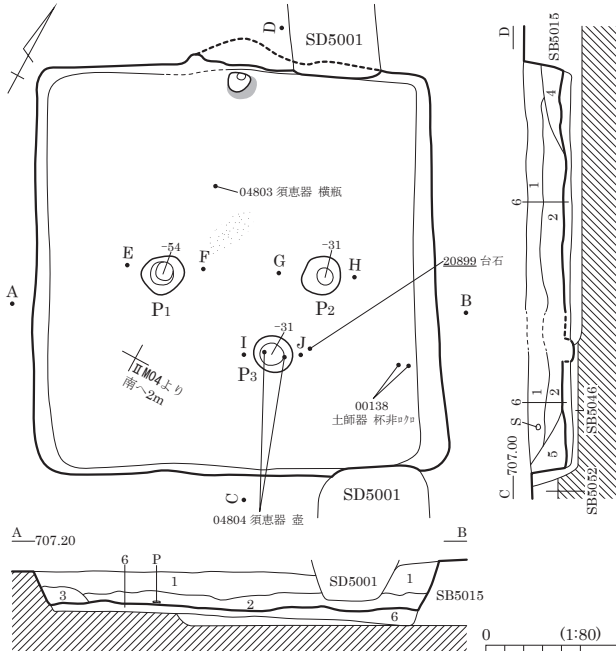 D
SD5001
04803 須恵器 横瓶
-54
E
F
P1
-31
G
H
P2
20899 台石
A
B
-31
I
J
P3
ⅡM04より
南へ2m
00138
土師器 杯非ロクロ
C
SD5001
04804 須恵器 壺
D
SB5015
4
1
6
2
1
2
6
S
5
C
707.00
SB5046
SB5052
A
707.20
B
6
P
1
SD5001
1
3
2
6
SB5015
0
(1:80)